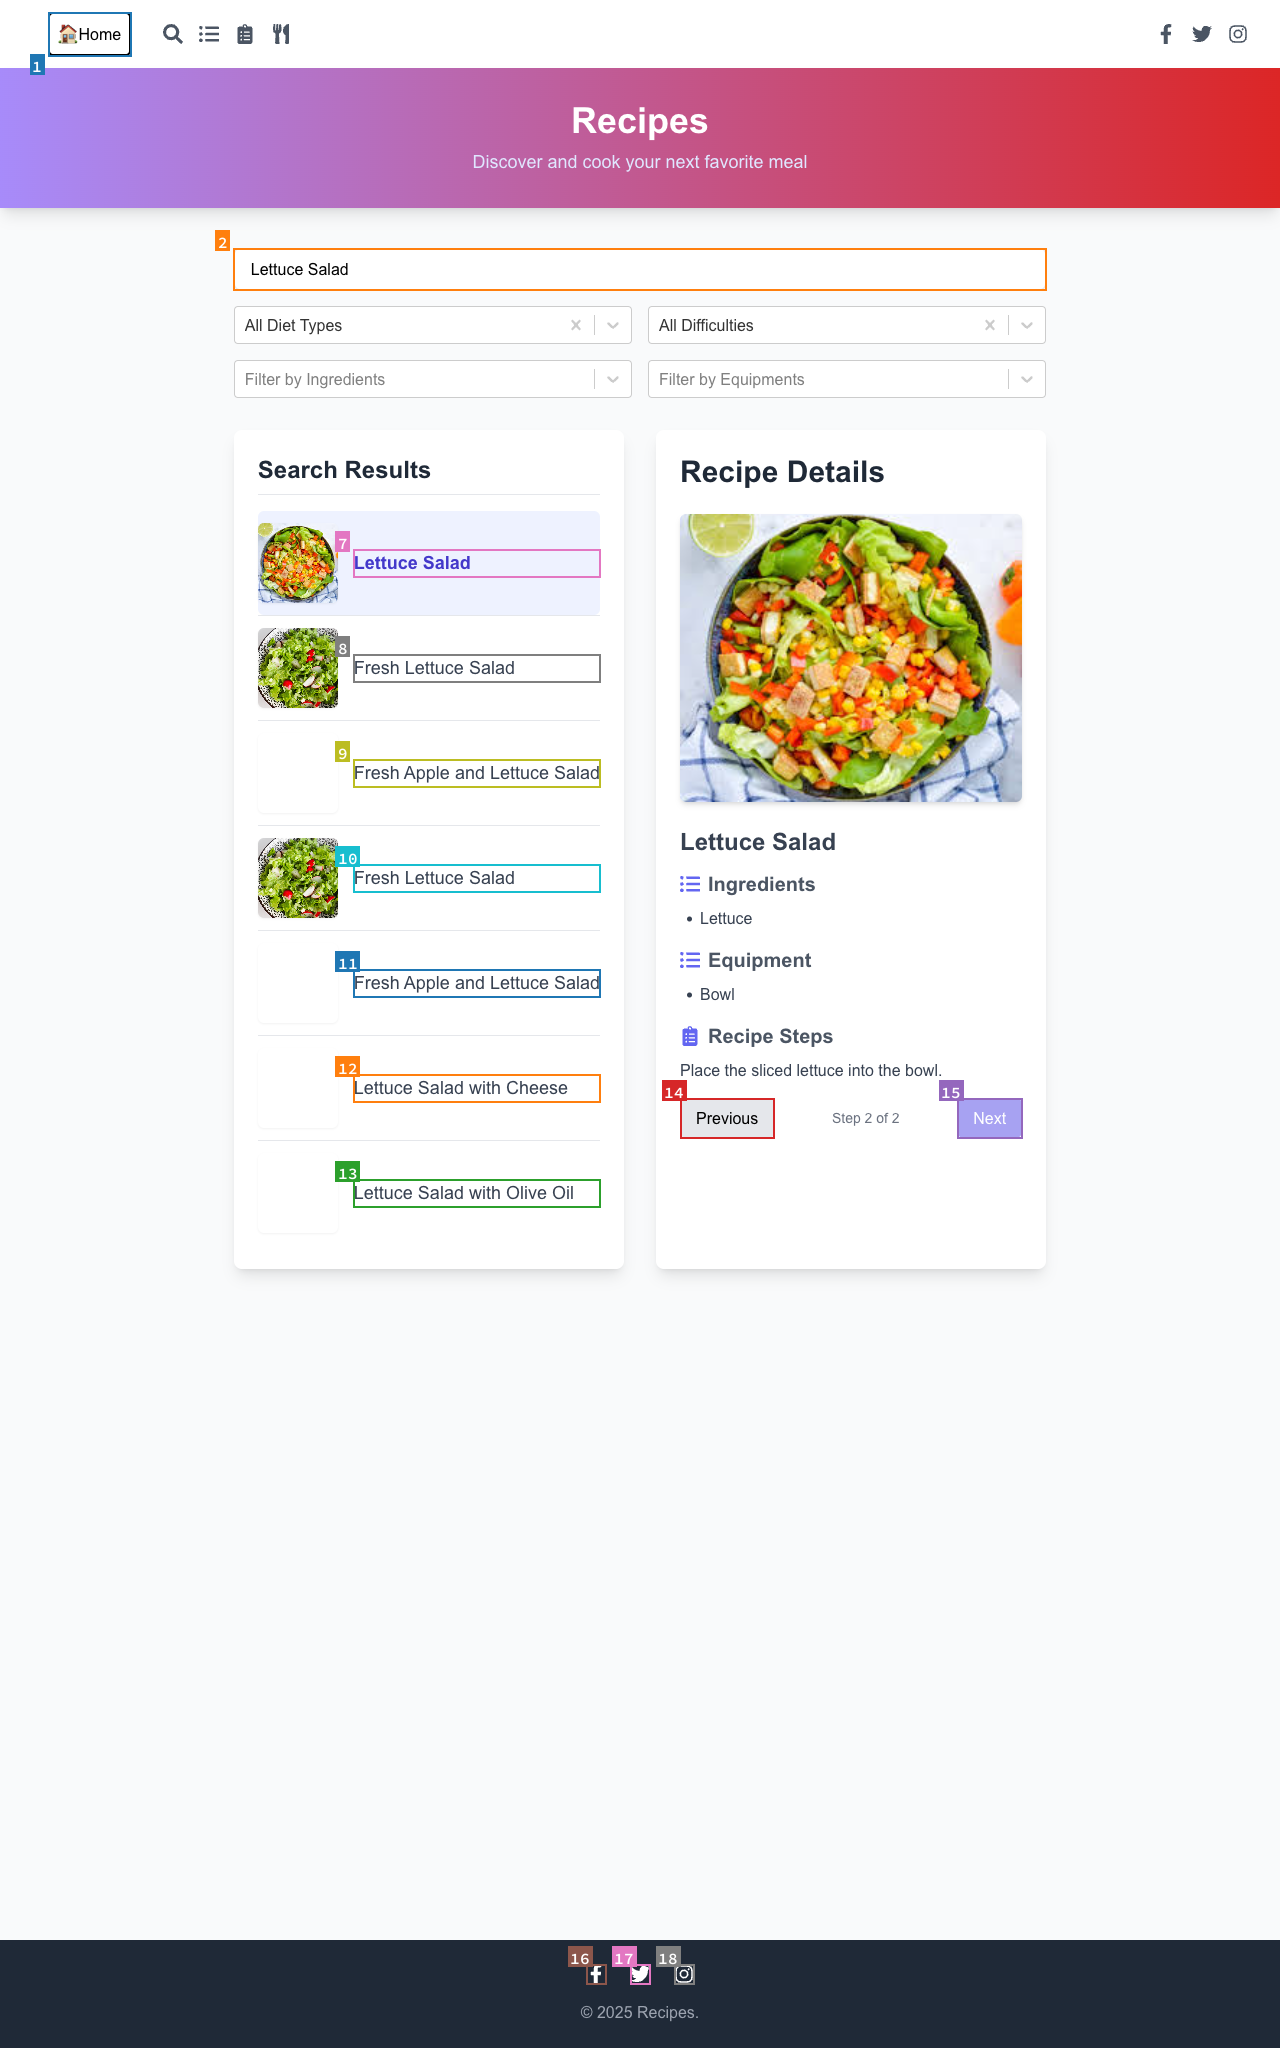 Home
1
Recipes
Discover and cook your next favorite meal
2
Lettuce Salad
All Diet Types
All Difficulties
Filter by Ingredients
Filter by Equipments
Search Results
7
Lettuce Salad
8
Fresh Lettuce Salad
9
Fresh Apple and Lettuce Salad
10
Fresh Lettuce Salad
11
Fresh Apple and Lettuce Salad
12
Lettuce Salad with Cheese
13
Lettuce Salad with Olive Oil
Recipe Details
Lettuce Salad
Ingredients
• Lettuce
Equipment
• Bowl
Recipe Steps
Place the sliced lettuce into the bowl.
14
15
Previous
Step 2 of 2
Next
16 17 18
© 2025 Recipes.